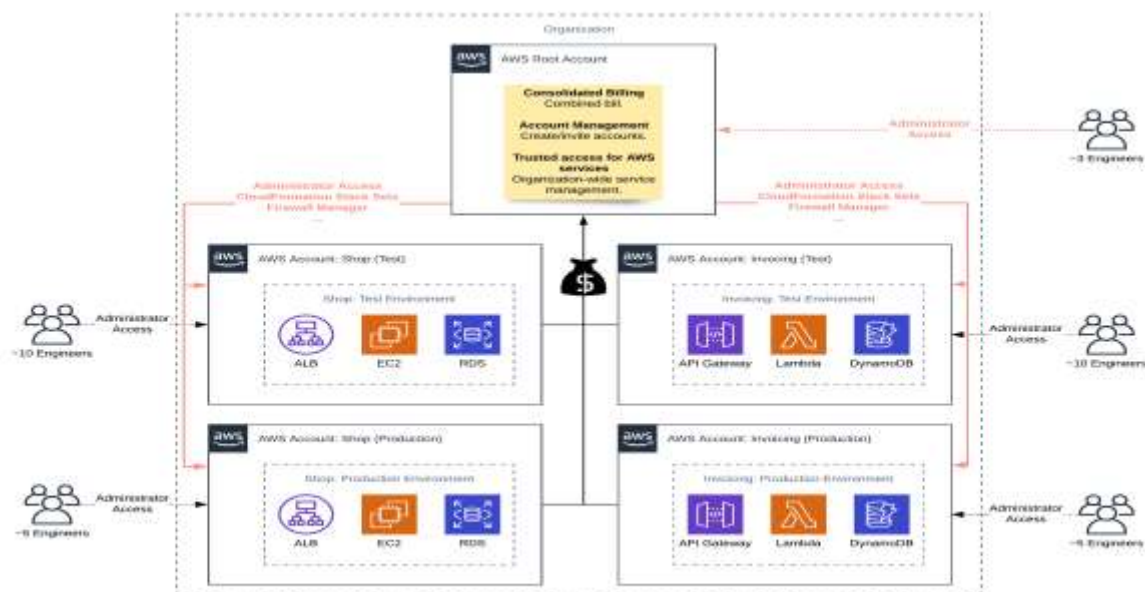 Organization
aws
AWS Root Account
Consolidated Billing
Combined bill.
Account Management
Create/invite accounts.
Trusted access for AWS
services
Organization-wide service
management.
Administrator
Access
~3 Engineers
Administrator Access
CloudFormation Stack Sets
Firewall Manager
...
Administrator Access
CloudFormation Stack Sets
Firewall Manager
...
aws
AWS Account: Shop (Test)
Shop: Test Environment
ALB
EC2
RDS
$
aws
AWS Account: Invoicing (Test)
Invoicing: Test Environment
API Gateway
Lambda
DynamoDB
Administrator
Access
~10 Engineers
Administrator
Access
~10 Engineers
aws
AWS Account: Shop (Production)
Shop: Production Environment
ALB
EC2
RDS
aws
AWS Account: Invoicing (Production)
Invoicing: Production Environment
API Gateway
Lambda
DynamoDB
Administrator
Access
~5 Engineers
Administrator
Access
~5 Engineers